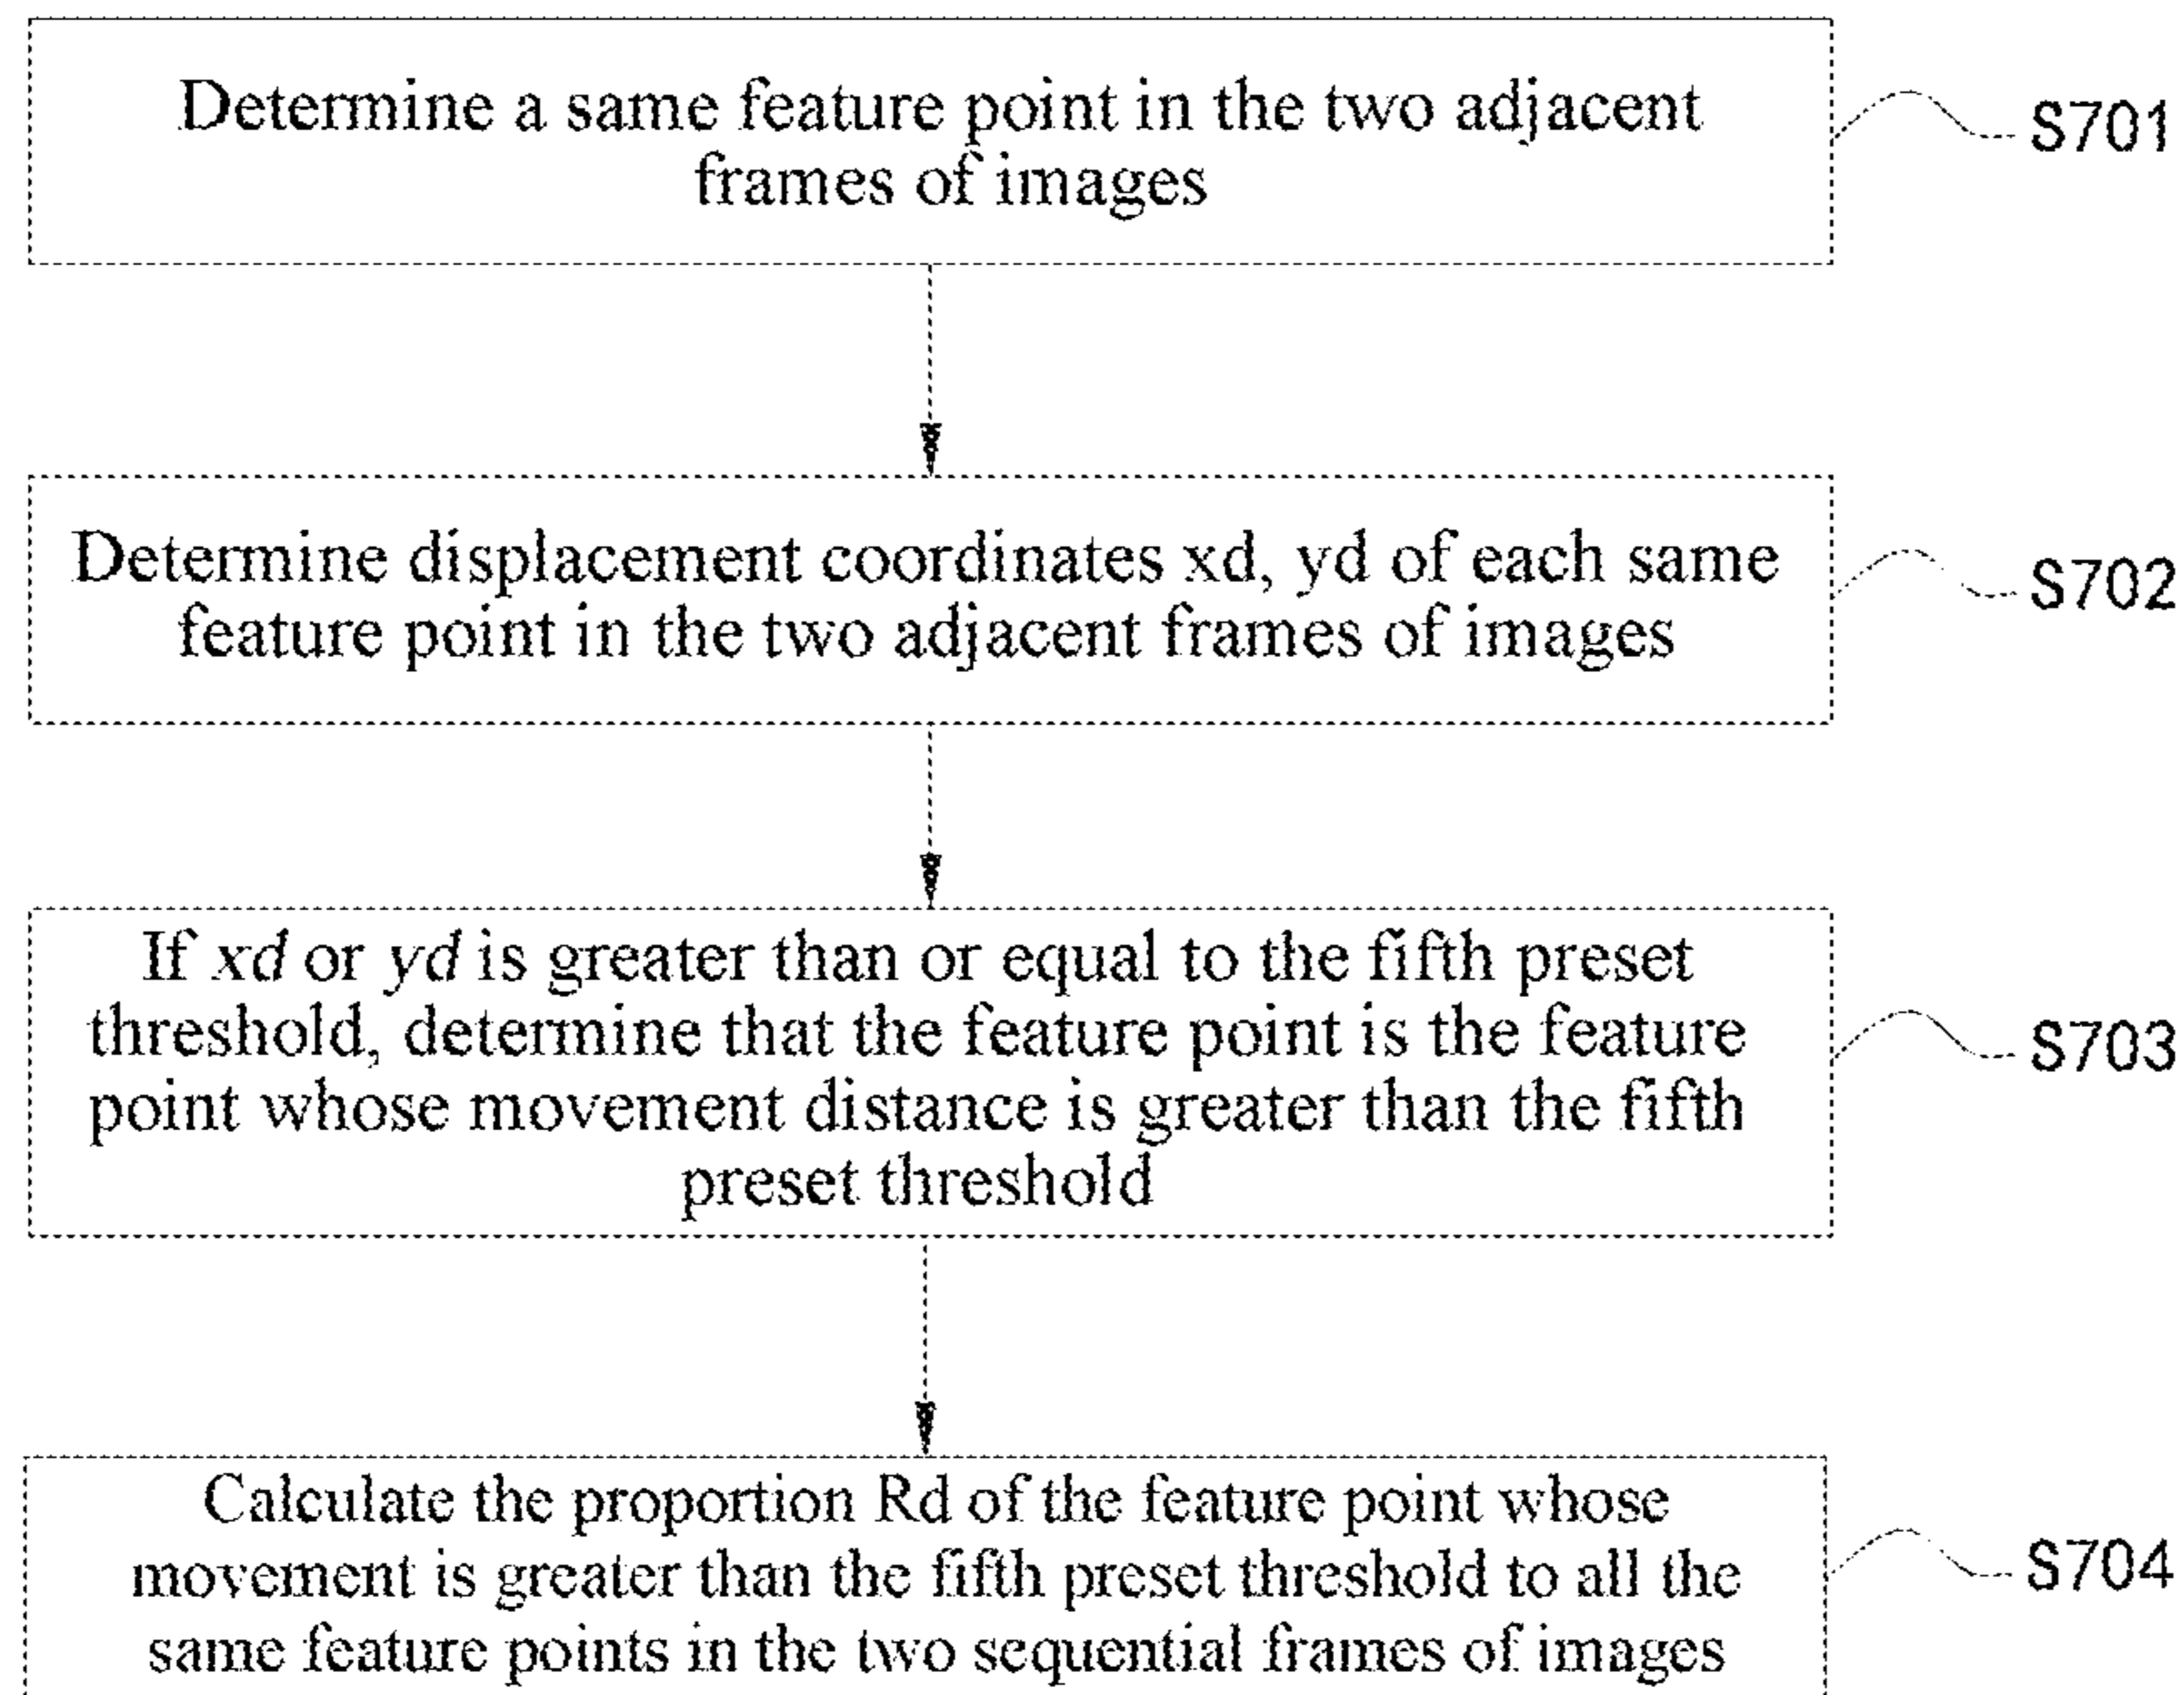 Determine a same feature point in the two adjacent
frames of images
S701
Determine displacement coordinates xd, yd of each same
feature point in the two adjacent frames of images
S702
If xd or yd is greater than or equal to the fifth preset
threshold, determine that the feature point is the feature
point whose movement distance is greater than the fifth
preset threshold
S703
Calculate the proportion Rd of the feature point whose
movement is greater than the fifth preset threshold to all the
same feature points in the two sequential frames of images
S704